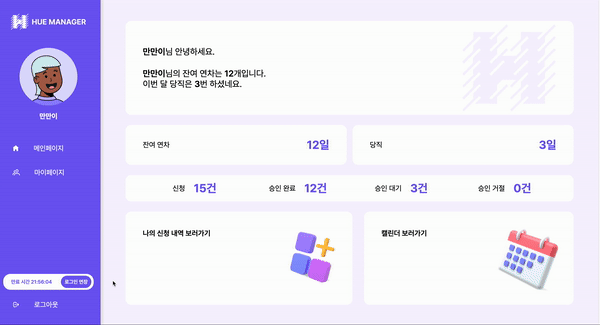 HUE MANAGER
만만이
메인페이지
마이페이지
만료 시간 21:58:04
로그인 연장
로그아웃
만만이님 안녕하세요.
만만이님의 잔여 연차는 12개입니다.
이번 달 당직은 3번 하셨네요.
잔여 연차 12일
당직 3일
신청 15건 승인 완료 12건 승인 대기 3건 승인 거절 0건
나의 신청 내역 보러가기
캘린더 보러가기